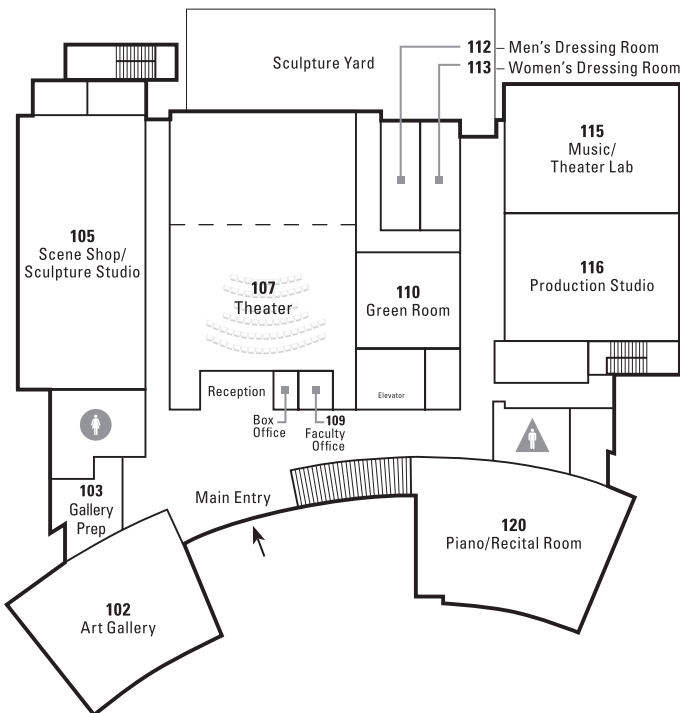 Sculpture Yard
112 – Men's Dressing Room
113 – Women's Dressing Room
115
Music/
Theater Lab
105
Scene Shop/
Sculpture Studio
107
Theater
110
Green Room
116
Production Studio
Reception
Elevator
Box
Office
109
Faculty
Office
103
Gallery
Prep
Main Entry
120
Piano/Recital Room
102
Art Gallery